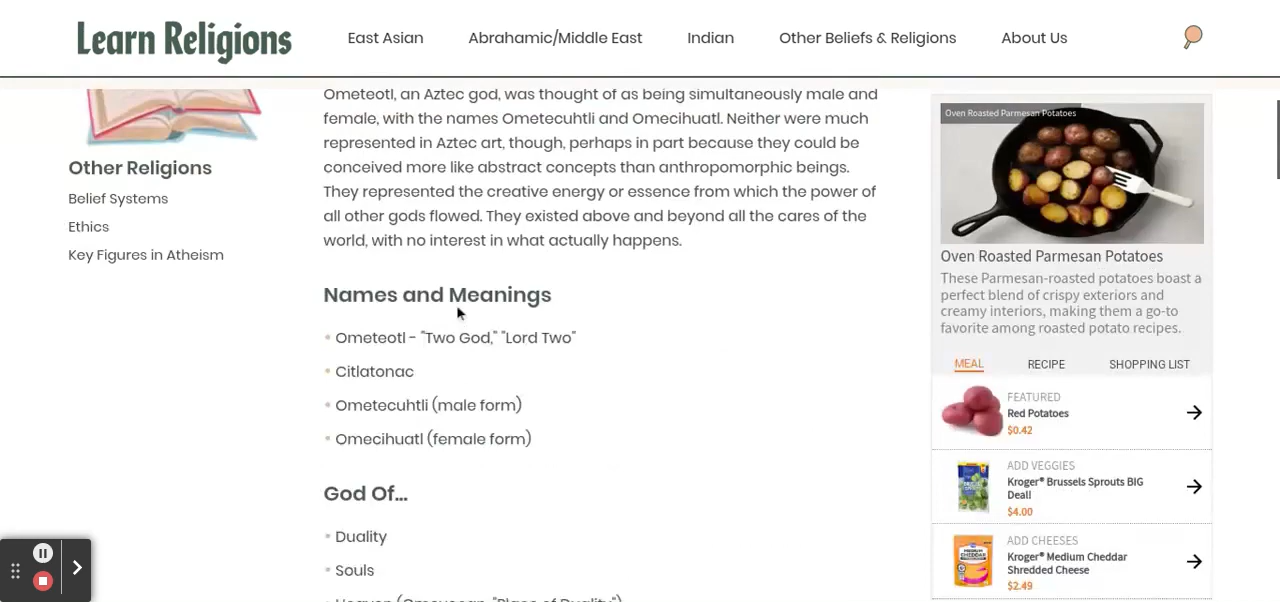 Learn Religions
East Asian
Abrahamic/Middle East
Indian
Other Beliefs & Religions
About Us
Other Religions
Belief Systems
Ethics
Key Figures in Atheism
Ometeotl, an Aztec god, was thought of as being simultaneously male and
female, with the names Ometecuhtli and Omecihuatl. Neither were much
represented in Aztec art, though, perhaps in part because they could be
conceived more like abstract concepts than anthropomorphic beings.
They represented the creative energy or essence from which the power of
all other gods flowed. They existed above and beyond all the cares of the
world, with no interest in what actually happens.
Names and Meanings
Ometeotl - "Two God," "Lord Two"
Citlatonac
Ometecuhtli (male form)
Omecihuatl (female form)
God Of...
Duality
Souls
Heaven (Omeyocan, "Place of Duality")
Oven Roasted Parmesan Potatoes
Oven Roasted Parmesan Potatoes
These Parmesan-roasted potatoes boast a
perfect blend of crispy exteriors and
creamy interiors, making them a go-to
favorite among roasted potato recipes.
MEAL
RECIPE
SHOPPING LIST
FEATURED
Red Potatoes
$0.42
ADD VEGGIES
Kroger® Brussels Sprouts BIG
Deal!
$4.00
ADD CHEESES
Kroger® Medium Cheddar
Shredded Cheese
$2.49